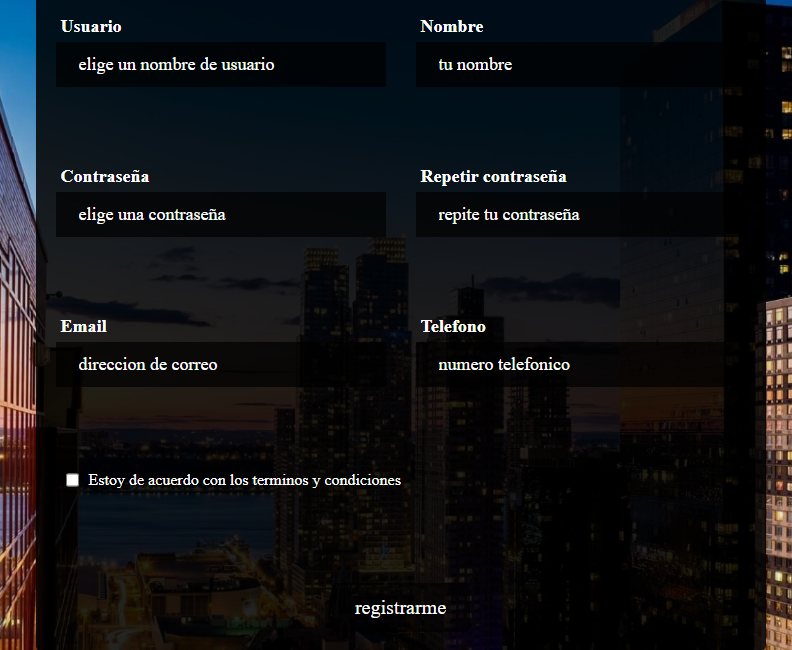 Usuario
Nombre
elige un nombre de usuario
tu nombre
Contraseña
Repetir contraseña
elige una contraseña
repite tu contraseña
Email
Telefono
direccion de correo
numero telefonico
Estoy de acuerdo con los terminos y condiciones
registrarme